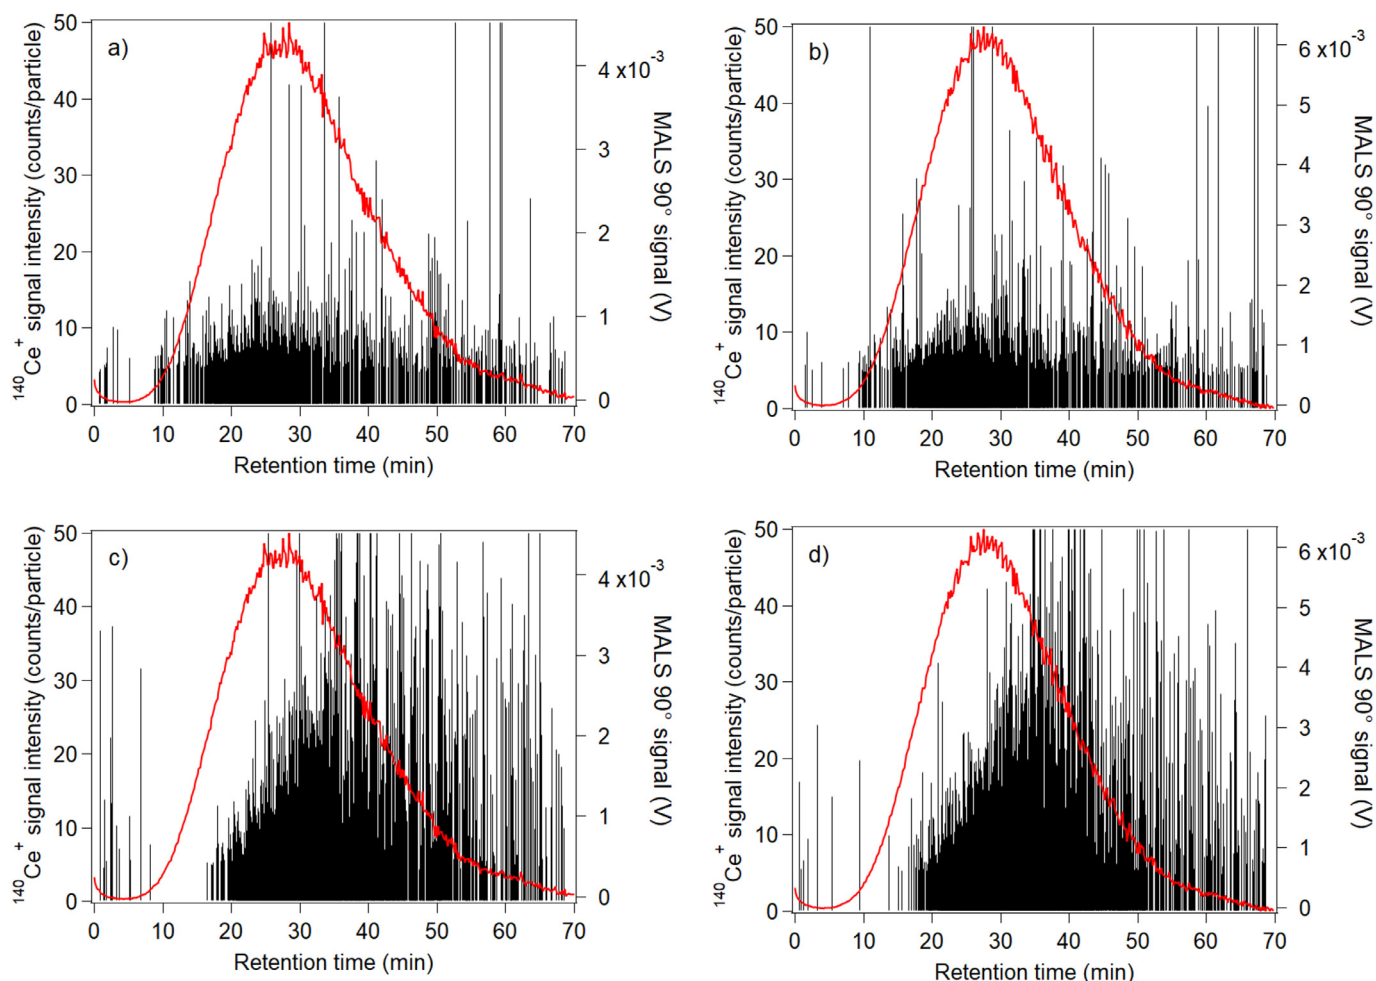 a)
¹⁴⁰Ce⁺ signal intensity (counts/particle)
50
40
30
20
10
0
0 10 20 30 40 50 60 70
Retention time (min)
4 x10⁻³
3
2
1
0
MALS 90° signal (V)
b)
¹⁴⁰Ce⁺ signal intensity (counts/particle)
50
40
30
20
10
0
0 10 20 30 40 50 60 70
Retention time (min)
6 x10⁻³
5
4
3
2
1
0
MALS 90° signal (V)
c)
¹⁴⁰Ce⁺ signal intensity (counts/particle)
50
40
30
20
10
0
0 10 20 30 40 50 60 70
Retention time (min)
4 x10⁻³
3
2
1
0
MALS 90° signal (V)
d)
¹⁴⁰Ce⁺ signal intensity (counts/particle)
50
40
30
20
10
0
0 10 20 30 40 50 60 70
Retention time (min)
6 x10⁻³
5
4
3
2
1
0
MALS 90° signal (V)